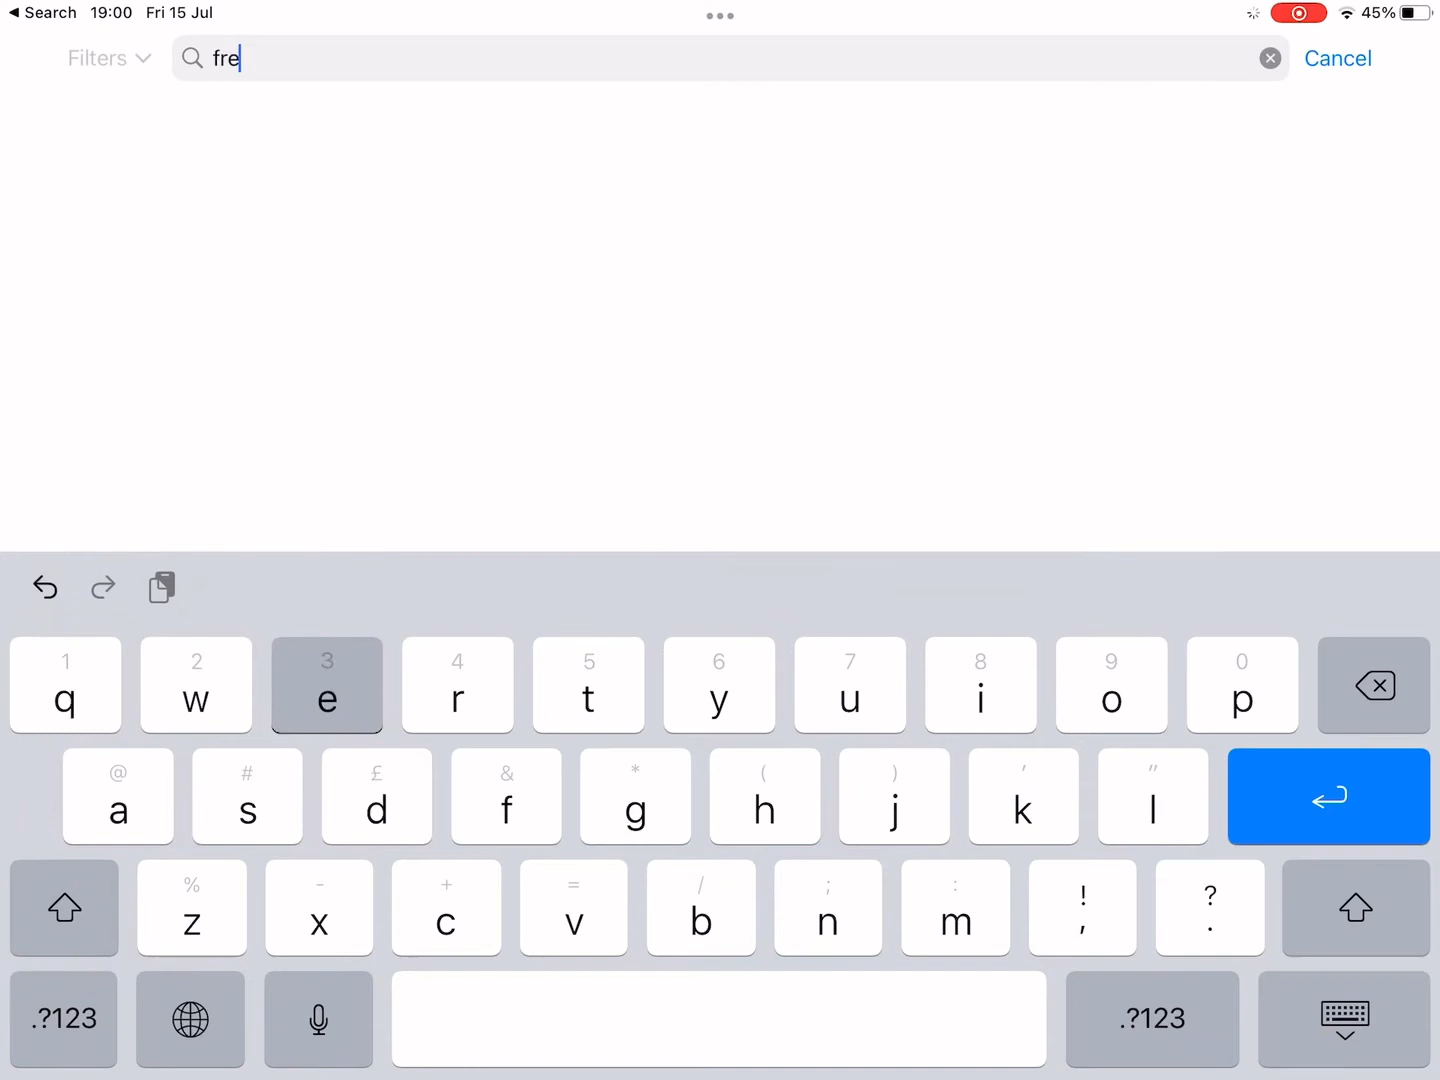 Search 19:00 Fri 15 Jul 45%
Filters fre Cancel
1 2 3 4 5 6 7 8 9 0
q w e r t y u i o p
@ # £ & * ( ) ' "
a s d f g h j k l
% - + = / ; : ! ?
z x c v b n m , .
.?123 .?123